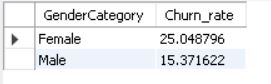 GenderCategory Churn_rate
Female 25.048796
Male 15.371622